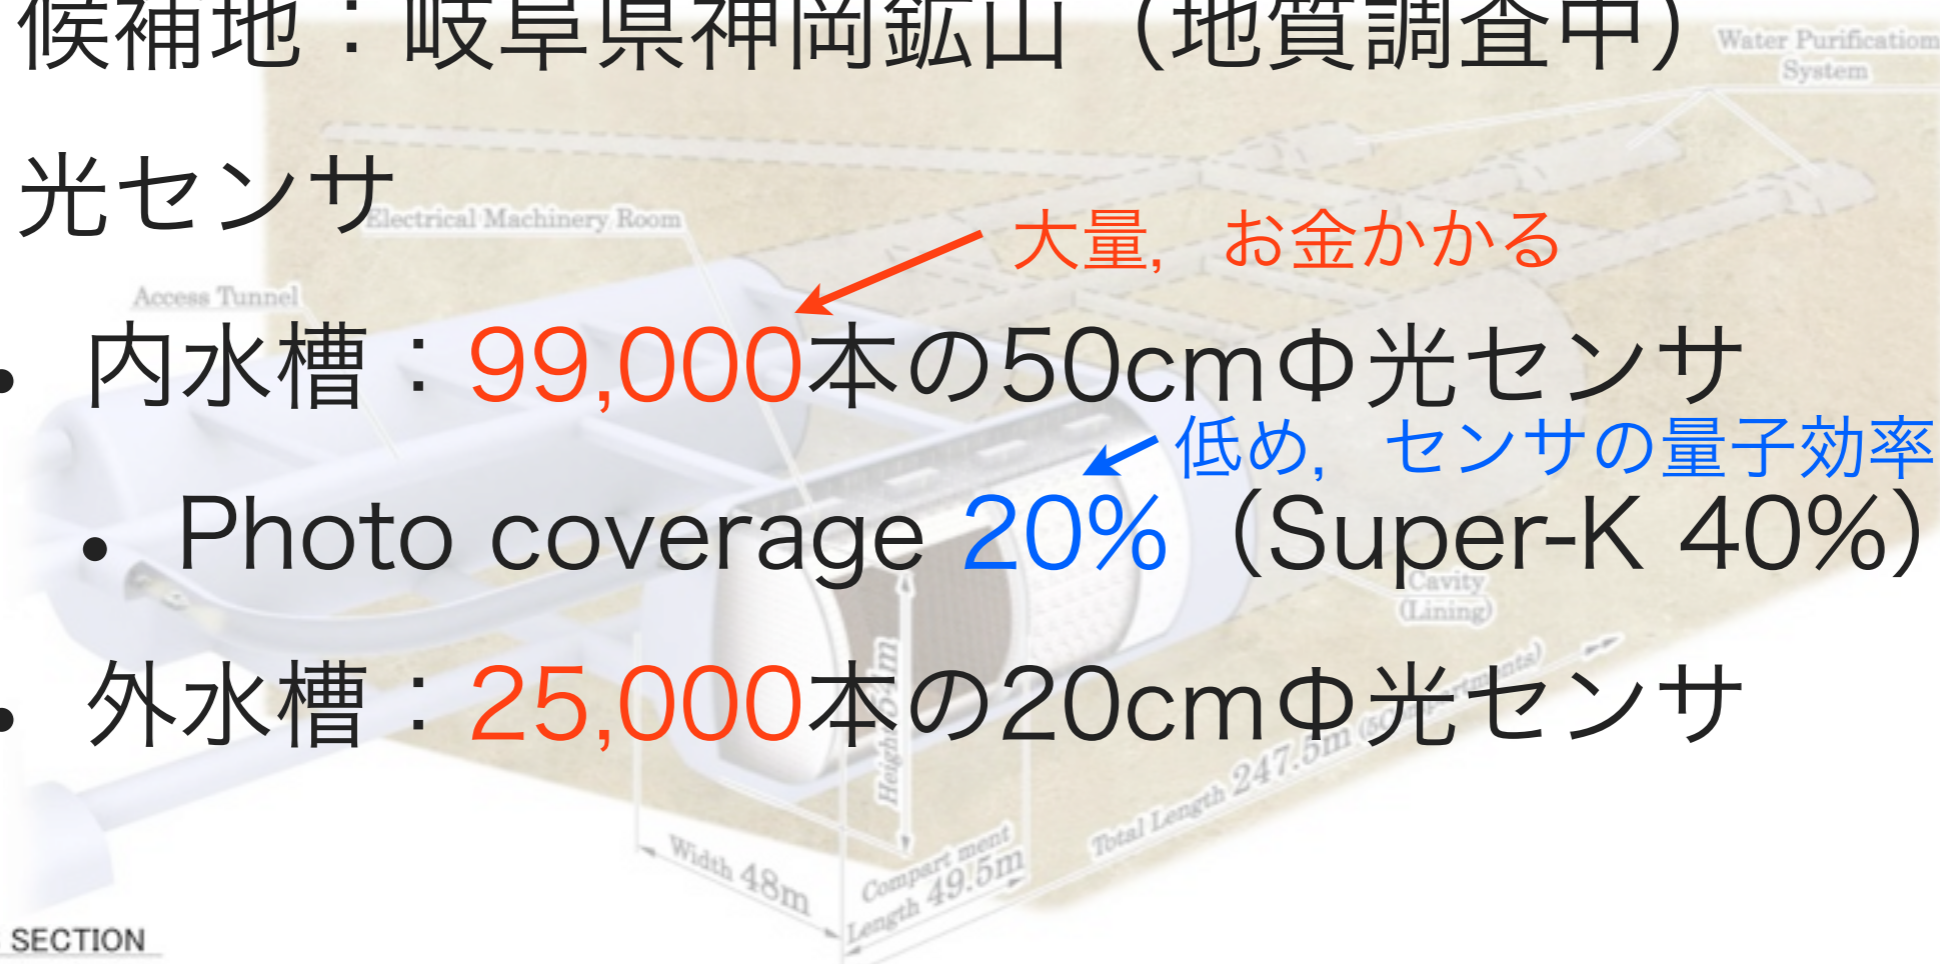 候補地：岐阜県神岡鉱山（地質調査中）
Water Purification
System
光センサ
Electrical Machinery Room
大量, お金かかる
Access Tunnel
• 内水槽：99,000本の50cmΦ光センサ
低め, センサの量子効率
• Photo coverage 20%（Super-K 40%）
Cavity
(Lining)
• 外水槽：25,000本の20cmΦ光センサ
Height 54m
Total Length 247.5m (5Compartments)
Width 48m
Compartment
Length 49.5m
SECTION